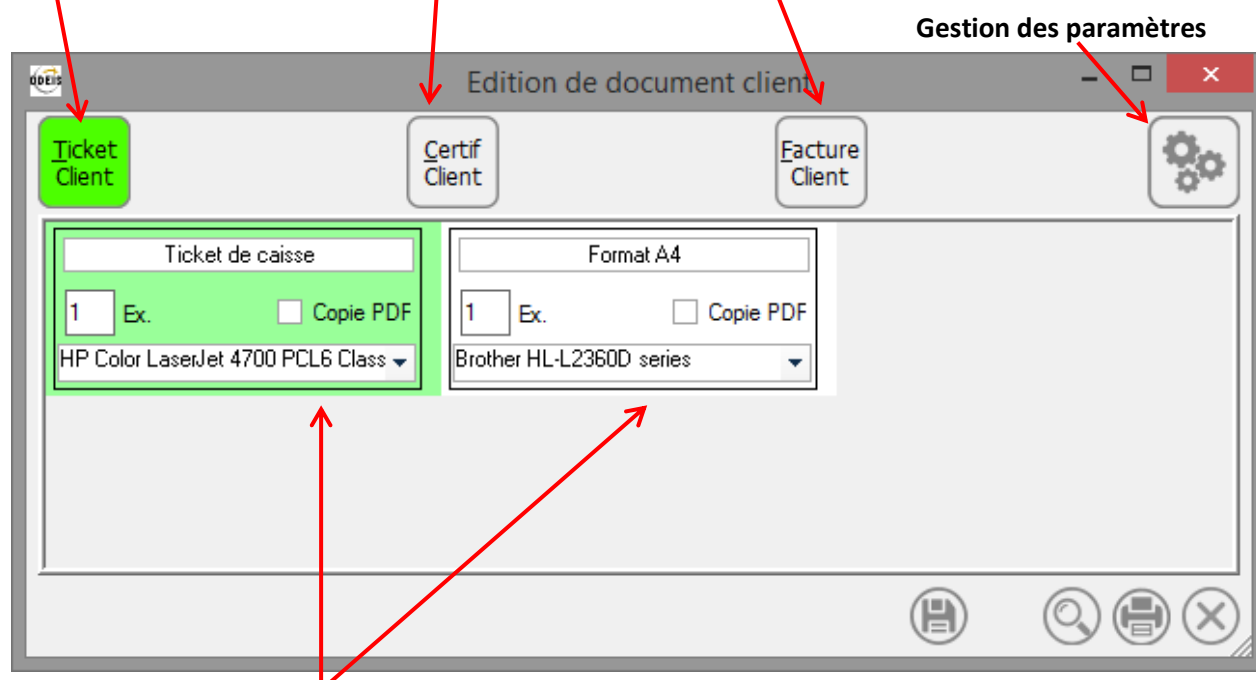 Gestion des paramètres
ODEIS
Edition de document client
Ticket
Client
Certif
Client
Facture
Client
Ticket de caisse
1 Ex. Copie PDF
HP Color LaserJet 4700 PCL6 Class
Format A4
1 Ex. Copie PDF
Brother HL-L2360D series